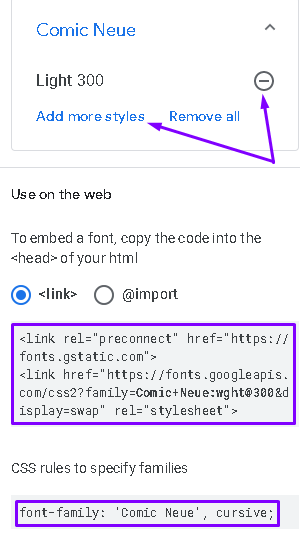 Comic Neue
Light 300
Add more styles Remove all
Use on the web
To embed a font, copy the code into the
<head> of your html
<link> @import
<link rel="preconnect" href="https://
fonts.gstatic.com">
<link href="https://fonts.googleapis.
com/css2?family=Comic+Neue:wght@300&d
isplay=swap" rel="stylesheet">
CSS rules to specify families
font-family: 'Comic Neue', cursive;